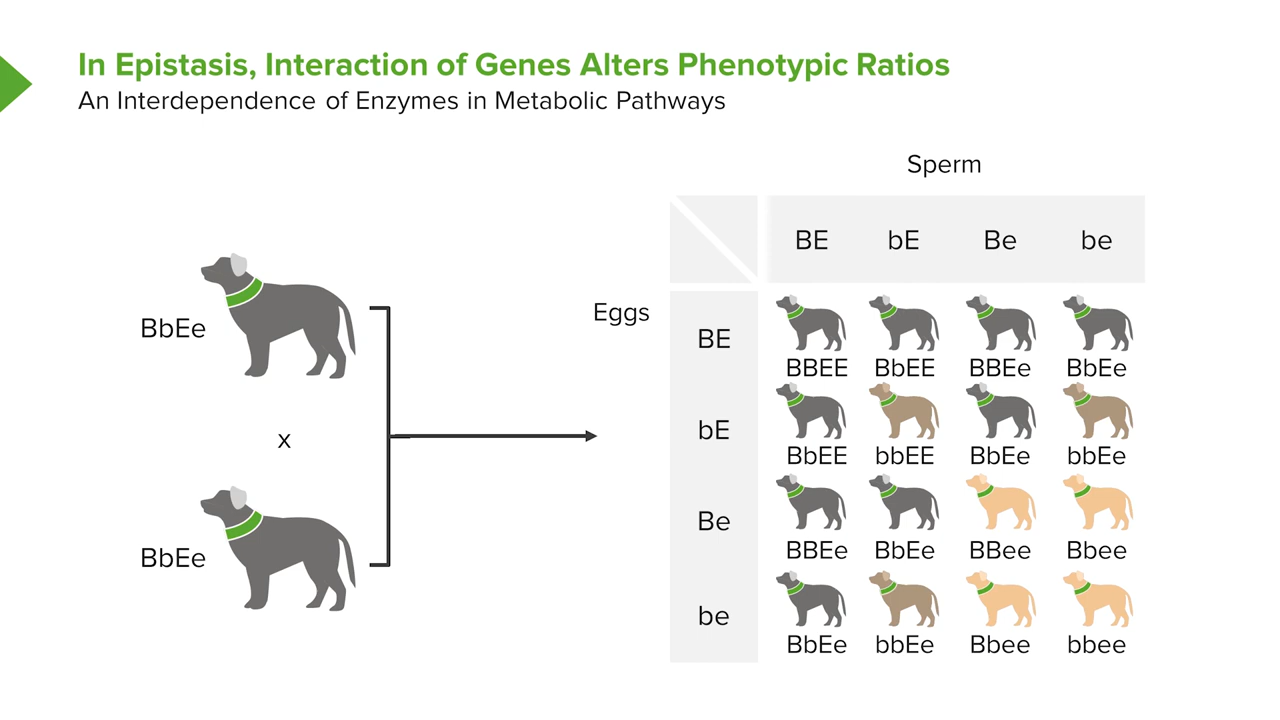 In Epistasis, Interaction of Genes Alters Phenotypic Ratios
An Interdependence of Enzymes in Metabolic Pathways
BbEe
x
BbEe
Sperm
BE bE Be be
Eggs
BE
BBEE BbEE BBEe BbEe
bE
BbEE bbEE BbEe bbEe
Be
BBEe BbEe BBee Bbee
be
BbEe bbEe Bbee bbee